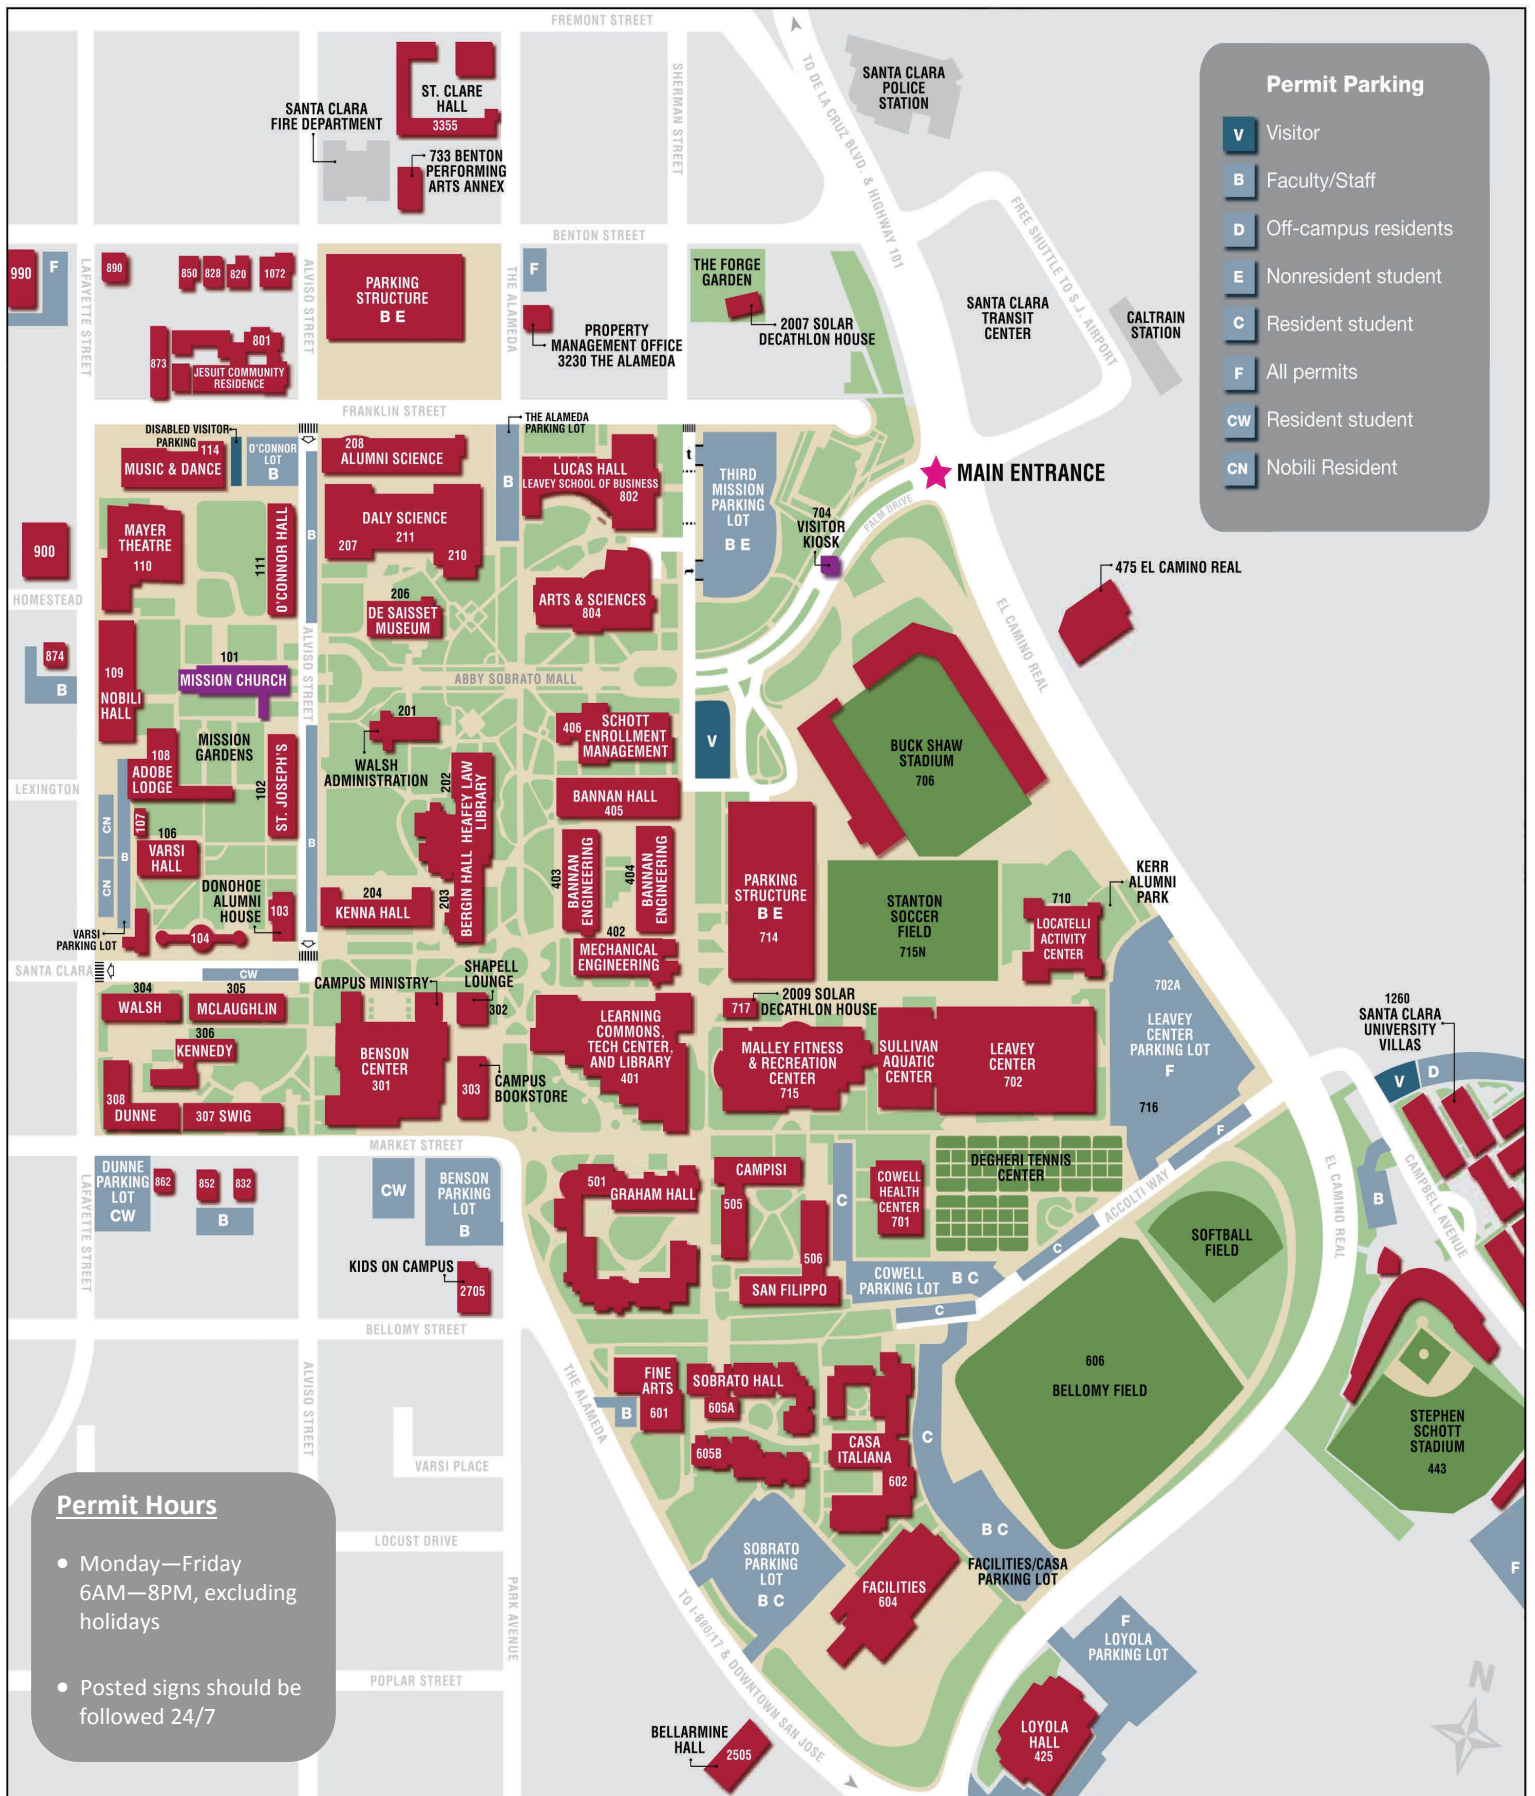 FREMONT STREET
SANTA CLARA
POLICE
STATION
TO DE LA CRUZ BLVD. & HIGHWAY 101
SHERMAN STREET
ST. CLARE
HALL
3355
SANTA CLARA
FIRE DEPARTMENT
733 BENTON
PERFORMING
ARTS ANNEX
Permit Parking
V Visitor
B Faculty/Staff
D Off-campus residents
E Nonresident student
C Resident student
F All permits
CW Resident student
CN Nobili Resident
BENTON STREET
FREE SHUTTLE TO S.J. AIRPORT
990
F
LAFAYETTE STREET
890
850
828
820
1072
ALVISO STREET
PARKING
STRUCTURE
B E
THE ALAMEDA
F
PROPERTY
MANAGEMENT OFFICE
3230 THE ALAMEDA
THE FORGE
GARDEN
2007 SOLAR
DECATHLON HOUSE
SANTA CLARA
TRANSIT
CENTER
CALTRAIN
STATION
873
801
JESUIT COMMUNITY
RESIDENCE
FRANKLIN STREET
THE ALAMEDA
PARKING LOT
DISABLED VISITOR
PARKING
114
MUSIC & DANCE
O'CONNOR
LOT
B
208
ALUMNI SCIENCE
B
LUCAS HALL
LEAVEY SCHOOL OF BUSINESS
802
t
THIRD
MISSION
PARKING
LOT
B E
MAIN ENTRANCE
PALM DRIVE
704
VISITOR
KIOSK
900
MAYER
THEATRE
110
111
O'CONNOR HALL
B
DALY SCIENCE
211
207
210
475 EL CAMINO REAL
HOMESTEAD
206
DE SAISSET
MUSEUM
ARTS & SCIENCES
804
EL CAMINO REAL
874
B
109
NOBILI
HALL
101
MISSION CHURCH
ALVISO STREET
ABBY SOBRATO MALL
MISSION
GARDENS
108
ADOBE
LODGE
102
ST. JOSEPH'S
201
WALSH
ADMINISTRATION
202
HEAFEY LAW
LIBRARY
406
SCHOTT
ENROLLMENT
MANAGEMENT
V
BUCK SHAW
STADIUM
706
LEXINGTON
BANNAN HALL
405
CN
CN
B
107
106
VARSI
HALL
B
203
BERGIN HALL
403
BANNAN
ENGINEERING
404
BANNAN
ENGINEERING
PARKING
STRUCTURE
B E
714
STANTON
SOCCER
FIELD
715N
710
LOCATELLI
ACTIVITY
CENTER
KERR
ALUMNI
PARK
DONOHOE
ALUMNI
HOUSE
103
204
KENNA HALL
VARSI
PARKING LOT
104
402
MECHANICAL
ENGINEERING
SANTA CLARA
CW
304
WALSH
305
MCLAUGHLIN
CAMPUS MINISTRY
SHAPELL
LOUNGE
302
306
KENNEDY
BENSON
CENTER
301
303
CAMPUS
BOOKSTORE
LEARNING
COMMONS,
TECH CENTER,
AND LIBRARY
401
717
2009 SOLAR
DECATHLON HOUSE
MALLEY FITNESS
& RECREATION
CENTER
715
SULLIVAN
AQUATIC
CENTER
LEAVEY
CENTER
702
702A
LEAVEY
CENTER
PARKING LOT
F
716
1260
SANTA CLARA
UNIVERSITY
VILLAS
V
D
308
DUNNE
307 SWIG
MARKET STREET
F
DUNNE
PARKING
LOT
CW
862
852
832
B
CW
BENSON
PARKING
LOT
B
501
GRAHAM HALL
CAMPISI
505
506
SAN FILIPPO
C
COWELL
HEALTH
CENTER
701
DEGHERI TENNIS
CENTER
ACCOLTI WAY
SOFTBALL
FIELD
EL CAMINO REAL
B
CAMPBELL AVENUE
LAFAYETTE STREET
KIDS ON CAMPUS
2705
COWELL
PARKING LOT
B C
C
C
BELLOMY STREET
ALVISO STREET
THE ALAMEDA
FINE
ARTS
601
B
SOBRATO HALL
605A
605B
CASA
ITALIANA
602
C
606
BELLOMY FIELD
STEPHEN
SCHOTT
STADIUM
443
VARSI PLACE
Permit Hours
• Monday—Friday
6AM—8PM, excluding
holidays
• Posted signs should be
followed 24/7
LOCUST DRIVE
PARK AVENUE
SOBRATO
PARKING
LOT
B C
B C
FACILITIES/CASA
PARKING LOT
FACILITIES
604
F
TO I-880/17 & DOWNTOWN SAN JOSE
F
LOYOLA
PARKING LOT
POPLAR STREET
BELLARMINE
HALL
2505
LOYOLA
HALL
425
N